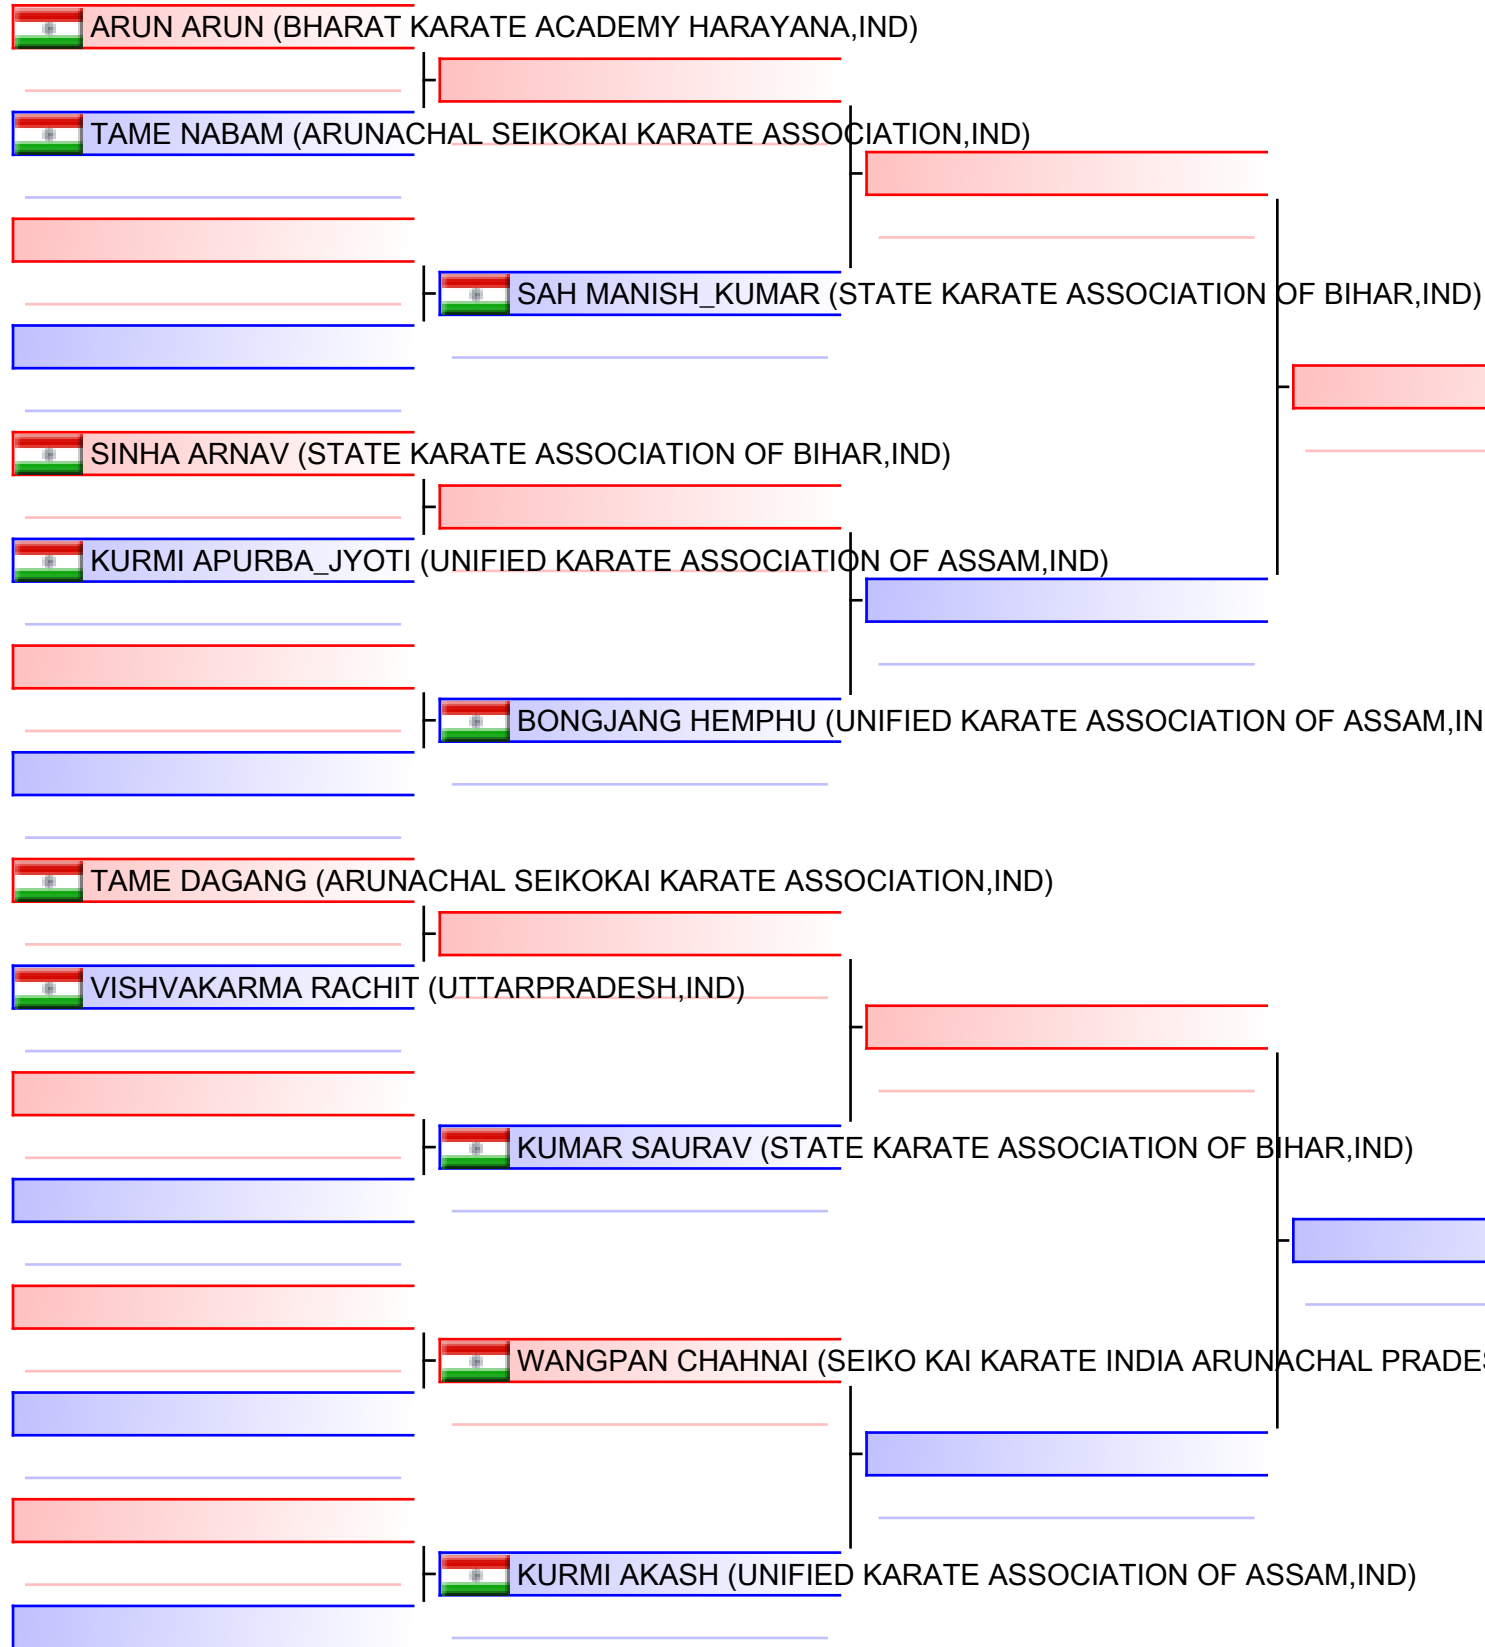 ARUN ARUN (BHARAT KARATE ACADEMY HARAYANA,IND)
TAME NABAM (ARUNACHAL SEIKOKAI KARATE ASSOCIATION,IND)
SAH MANISH_KUMAR (STATE KARATE ASSOCIATION OF BIHAR,IND)
SINHA ARNAV (STATE KARATE ASSOCIATION OF BIHAR,IND)
KURMI APURBA_JYOTI (UNIFIED KARATE ASSOCIATION OF ASSAM,IND)
BONGJANG HEMPHU (UNIFIED KARATE ASSOCIATION OF ASSAM,IN
TAME DAGANG (ARUNACHAL SEIKOKAI KARATE ASSOCIATION,IND)
VISHVAKARMA RACHIT (UTTARPRADESH,IND)
KUMAR SAURAV (STATE KARATE ASSOCIATION OF BIHAR,IND)
WANGPAN CHAHNAI (SEIKO KAI KARATE INDIA ARUNACHAL PRADES
KURMI AKASH (UNIFIED KARATE ASSOCIATION OF ASSAM,IND)